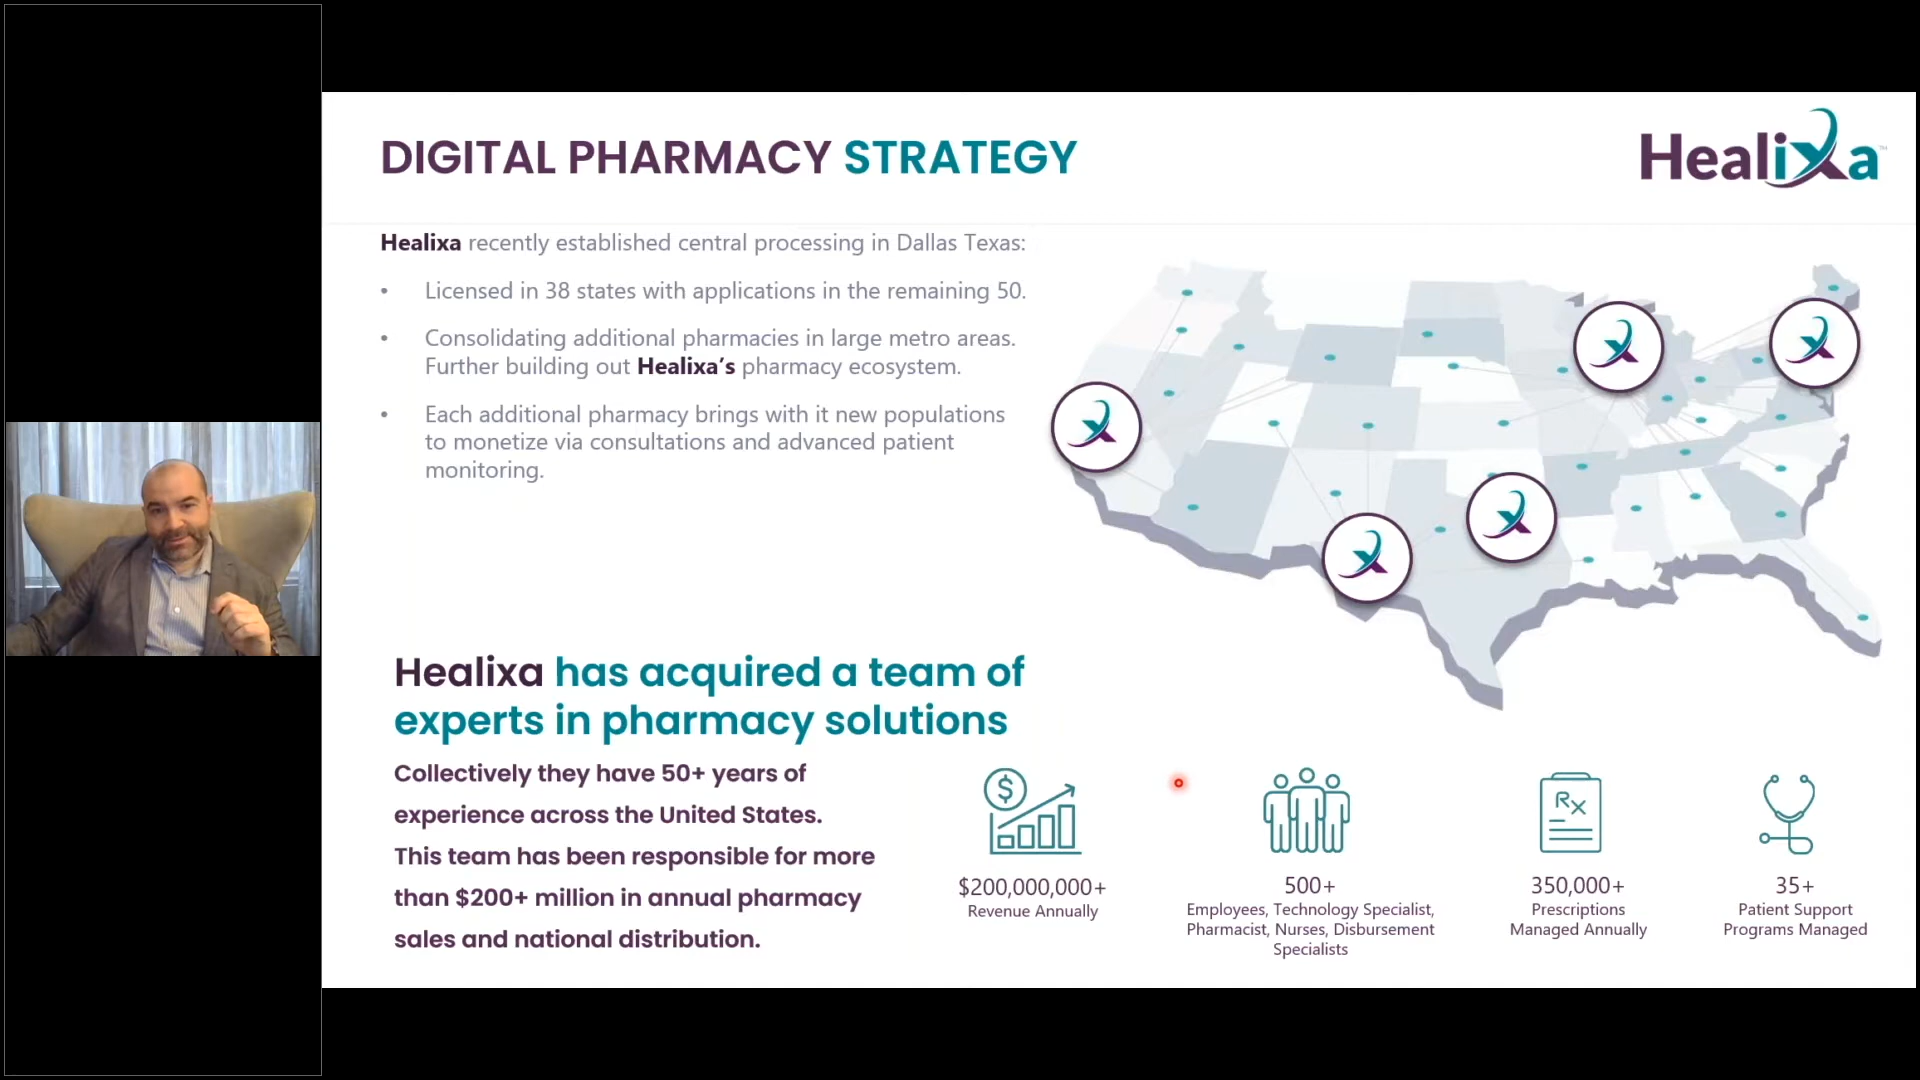 DIGITAL PHARMACY STRATEGY
Healixa™
Healixa recently established central processing in Dallas Texas:
• Licensed in 38 states with applications in the remaining 50.
• Consolidating additional pharmacies in large metro areas.
Further building out Healixa’s pharmacy ecosystem.
• Each additional pharmacy brings with it new populations
to monetize via consultations and advanced patient
monitoring.
Healixa has acquired a team of
experts in pharmacy solutions
Collectively they have 50+ years of
experience across the United States.
This team has been responsible for more
than $200+ million in annual pharmacy
sales and national distribution.
$
$200,000,000+
Revenue Annually
500+
Employees, Technology Specialist,
Pharmacist, Nurses, Disbursement
Specialists
Rx
350,000+
Prescriptions
Managed Annually
35+
Patient Support
Programs Managed